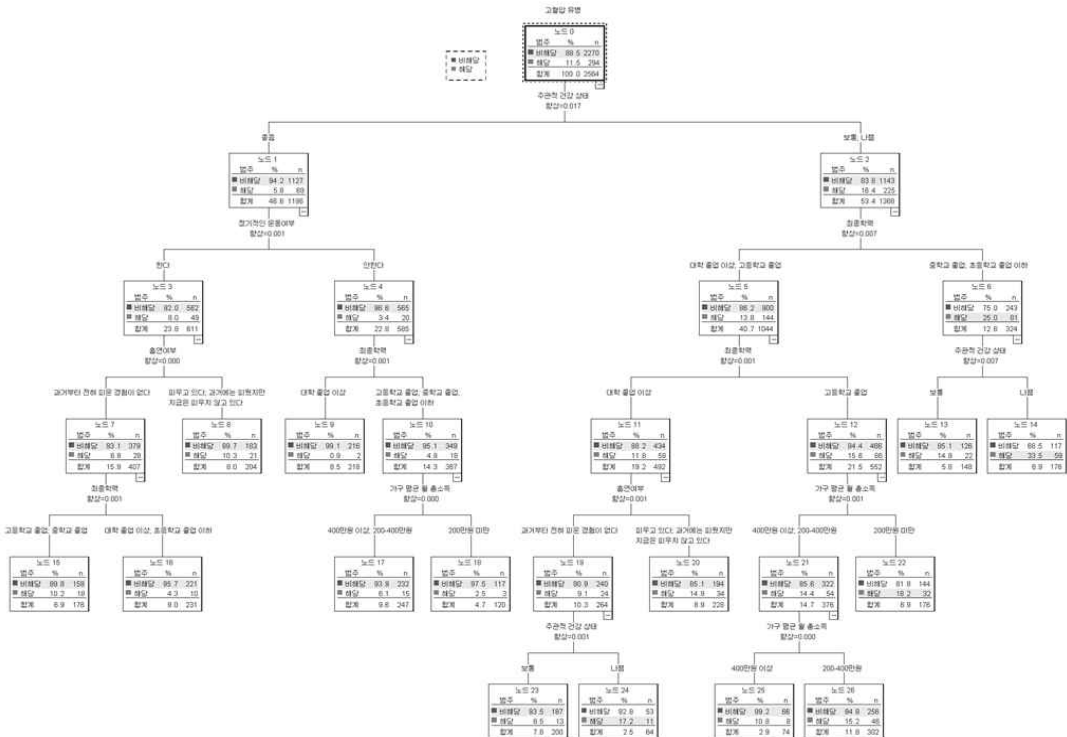 고혈압 유병
■ 비해당
■ 해당
노드 0
범주 % n
■ 비해당 88.5 2270
■ 해당 11.5 294
합계 100.0 2564
주관적 건강 상태
향상=0.017
좋음
보통, 나쁨
노드 1
범주 % n
■ 비해당 94.2 1127
■ 해당 5.8 69
합계 46.6 1196
정기적인 운동여부
향상=0.001
노드 2
범주 % n
■ 비해당 83.6 1143
■ 해당 16.4 225
합계 53.4 1368
최종학력
향상=0.007
한다
안한다
대학 졸업 이상, 고등학교 졸업
중학교 졸업, 초등학교 졸업 이하
노드 3
범주 % n
■ 비해당 92.0 562
■ 해당 8.0 49
합계 23.8 611
흡연여부
향상=0.000
노드 4
범주 % n
■ 비해당 96.6 565
■ 해당 3.4 20
합계 22.8 585
최종학력
향상=0.001
노드 5
범주 % n
■ 비해당 86.2 900
■ 해당 13.8 144
합계 40.7 1044
최종학력
향상=0.001
노드 6
범주 % n
■ 비해당 75.0 243
■ 해당 25.0 81
합계 12.6 324
주관적 건강 상태
향상=0.007
과거부터 전혀 피운 경험이 없다
피우고 있다; 과거에는 피웠지만
지금은 피우지 않고 있다
대학 졸업 이상
고등학교 졸업; 중학교 졸업;
초등학교 졸업 이하
대학 졸업 이상
고등학교 졸업
보통
나쁨
노드 7
범주 % n
■ 비해당 93.1 379
■ 해당 6.9 28
합계 15.9 407
최종학력
향상=0.001
노드 8
범주 % n
■ 비해당 89.7 183
■ 해당 10.3 21
합계 8.0 204
노드 9
범주 % n
■ 비해당 99.1 216
■ 해당 0.9 2
합계 8.5 218
노드 10
범주 % n
■ 비해당 95.1 349
■ 해당 4.9 18
합계 14.3 367
가구 평균 월 총소득
향상=0.000
노드 11
범주 % n
■ 비해당 88.2 434
■ 해당 11.8 58
합계 19.2 492
흡연여부
향상=0.001
노드 12
범주 % n
■ 비해당 84.4 466
■ 해당 15.6 86
합계 21.5 552
가구 평균 월 총소득
향상=0.001
노드 13
범주 % n
■ 비해당 85.1 126
■ 해당 14.9 22
합계 5.8 148
노드 14
범주 % n
■ 비해당 66.5 117
■ 해당 33.5 59
합계 6.9 176
고등학교 졸업; 중학교 졸업
대학 졸업 이상; 초등학교 졸업 이하
400만원 이상; 200-400만원
200만원 미만
과거부터 전혀 피운 경험이 없다
피우고 있다; 과거에는 피웠지만
지금은 피우지 않고 있다
400만원 이상; 200-400만원
200만원 미만
노드 15
범주 % n
■ 비해당 89.8 158
■ 해당 10.2 18
합계 6.9 176
노드 16
범주 % n
■ 비해당 95.7 221
■ 해당 4.3 10
합계 9.0 231
노드 17
범주 % n
■ 비해당 93.9 232
■ 해당 6.1 15
합계 9.6 247
노드 18
범주 % n
■ 비해당 97.5 117
■ 해당 2.5 3
합계 4.7 120
노드 19
범주 % n
■ 비해당 90.9 240
■ 해당 9.1 24
합계 10.3 264
주관적 건강 상태
향상=0.001
노드 20
범주 % n
■ 비해당 85.1 194
■ 해당 14.9 34
합계 8.9 228
노드 21
범주 % n
■ 비해당 85.6 322
■ 해당 14.4 54
합계 14.7 376
가구 평균 월 총소득
향상=0.000
노드 22
범주 % n
■ 비해당 81.8 144
■ 해당 18.2 32
합계 6.9 176
보통
나쁨
400만원 이상
200-400만원
노드 23
범주 % n
■ 비해당 93.5 187
■ 해당 6.5 13
합계 7.8 200
노드 24
범주 % n
■ 비해당 82.8 53
■ 해당 17.2 11
합계 2.5 64
노드 25
범주 % n
■ 비해당 89.2 66
■ 해당 10.8 8
합계 2.9 74
노드 26
범주 % n
■ 비해당 84.8 256
■ 해당 15.2 46
합계 11.8 302